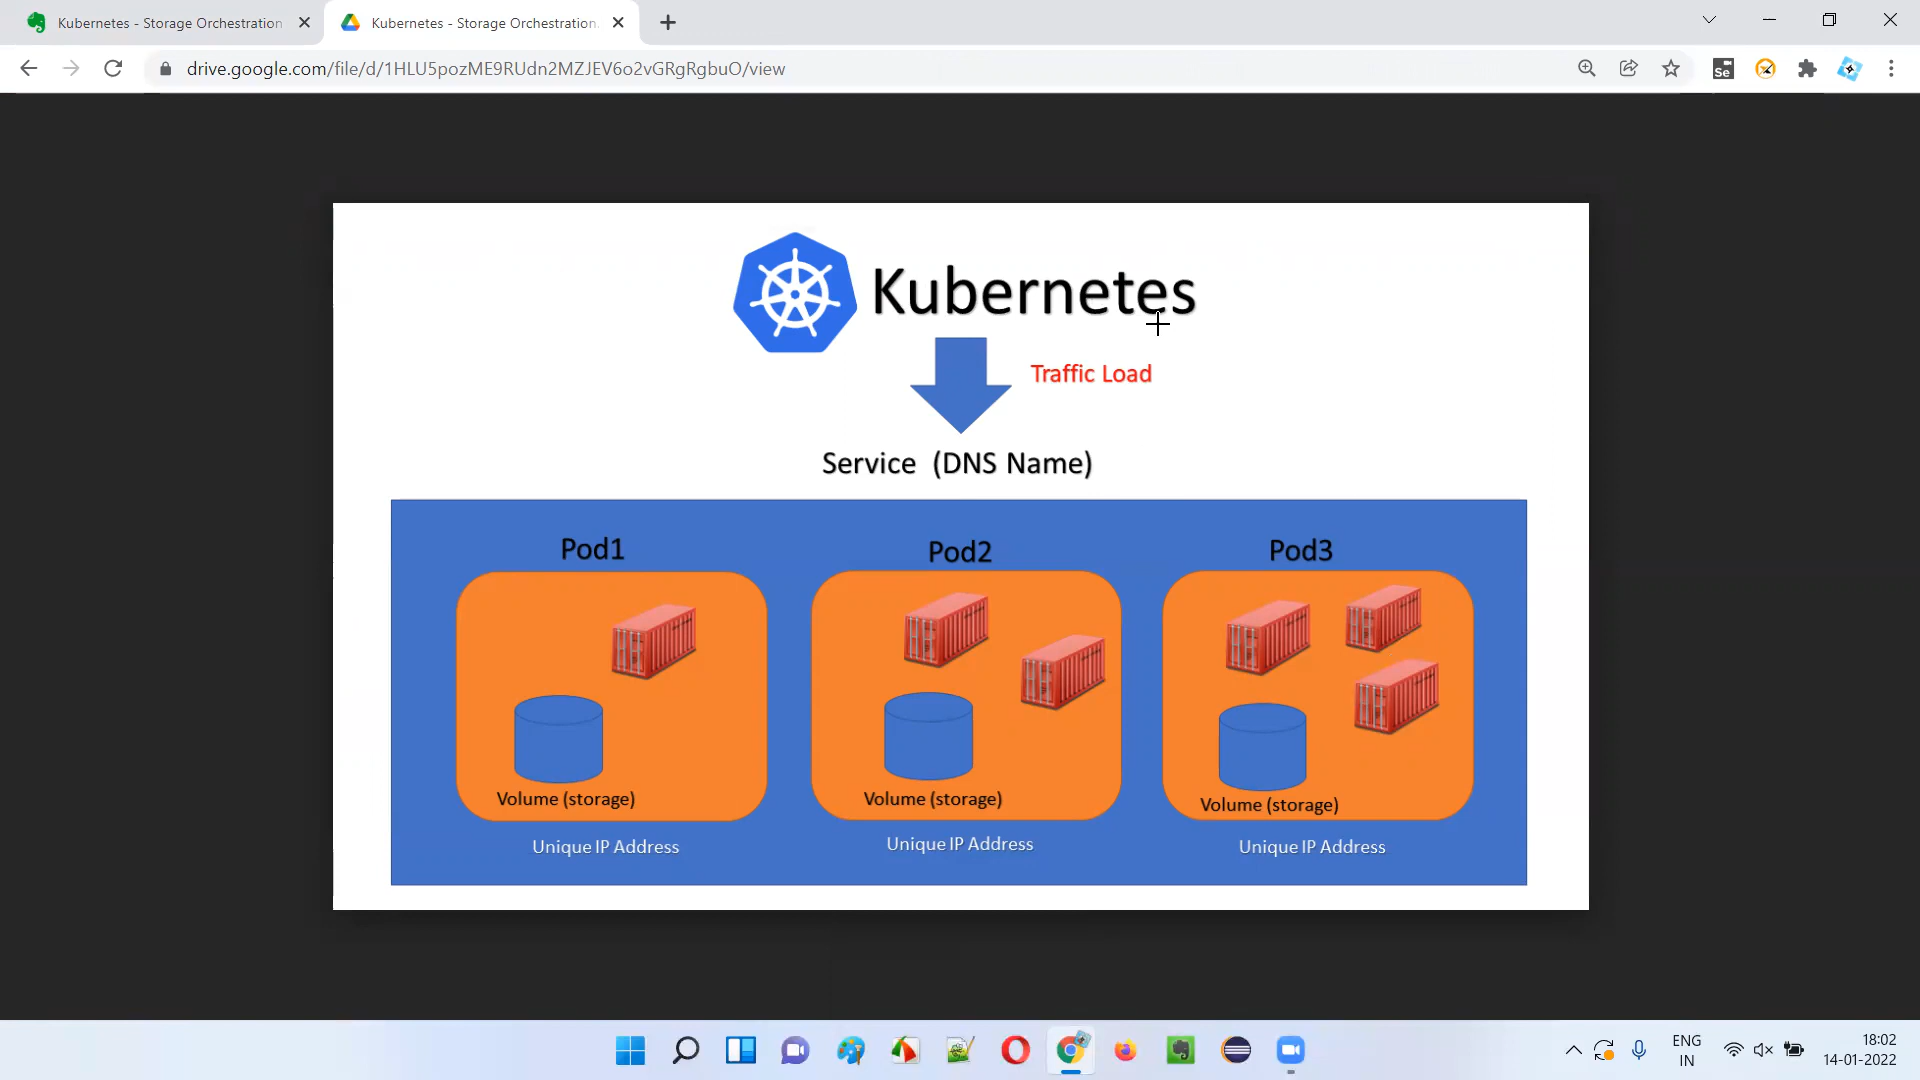 Kubernetes - Storage Orchestration
Kubernetes - Storage Orchestration
drive.google.com/file/d/1HLU5pozME9RUdn2MZJEV6o2vGRgRgbuO/view
Se
Kubernetes
Traffic Load
Service (DNS Name)
Pod1 Pod2 Pod3
Volume (storage) Volume (storage) Volume (storage)
Unique IP Address Unique IP Address Unique IP Address
ENG
IN
18:02
14-01-2022